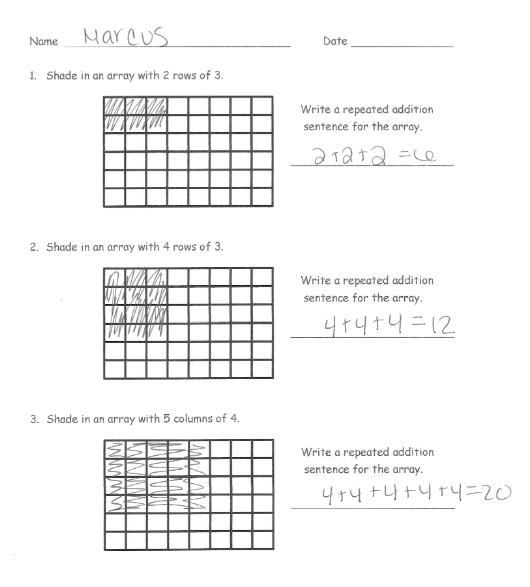 Name Marcus Date
1. Shade in an array with 2 rows of 3.
Write a repeated addition
sentence for the array.
2+2+2=6
2. Shade in an array with 4 rows of 3.
Write a repeated addition
sentence for the array.
4+4+4=12
3. Shade in an array with 5 columns of 4.
Write a repeated addition
sentence for the array.
4+4+4+4+4=20